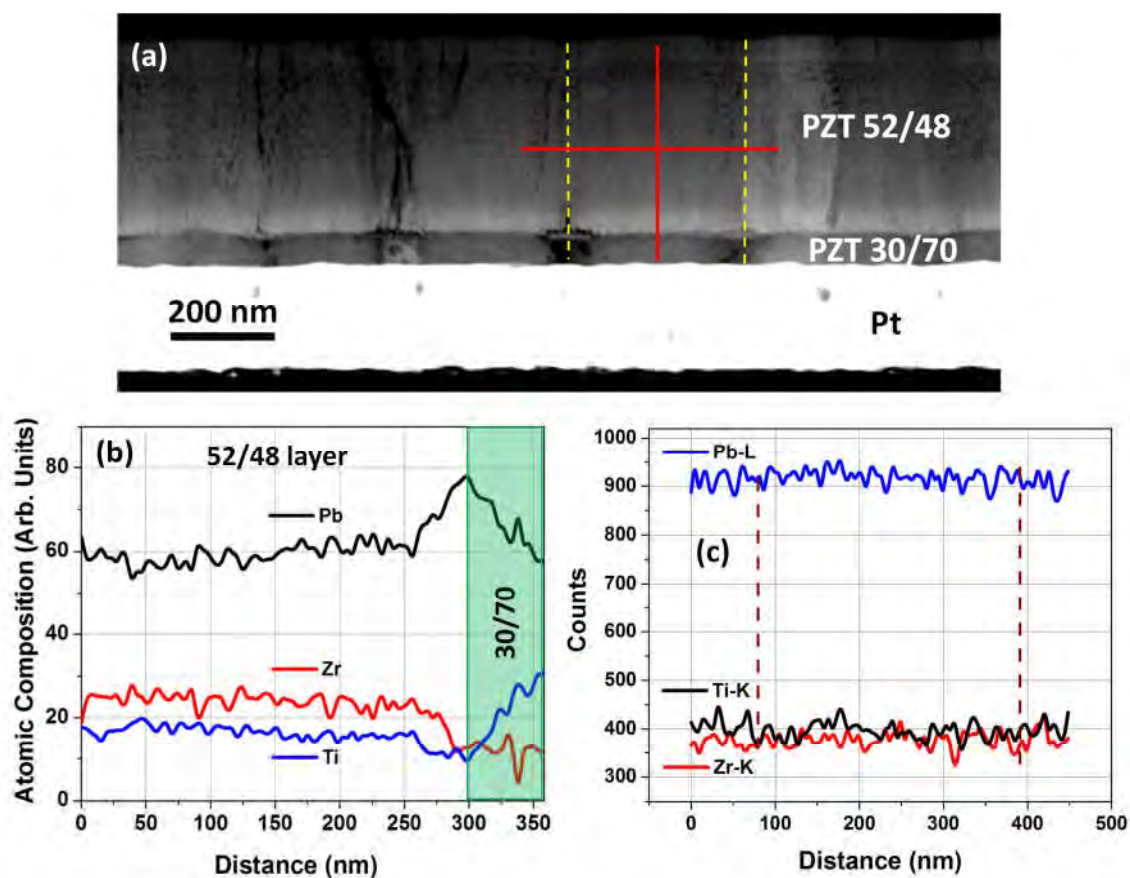 (a)
PZT 52/48
PZT 30/70
200 nm
Pt
(b)
52/48 layer
Pb
Zr
Ti
30/70
Atomic Composition (Arb. Units)
80
60
40
20
0
0 50 100 150 200 250 300 350
Distance (nm)
(c)
Pb-L
Ti-K
Zr-K
Counts
1000
900
800
700
600
500
400
300
0 100 200 300 400 500
Distance (nm)